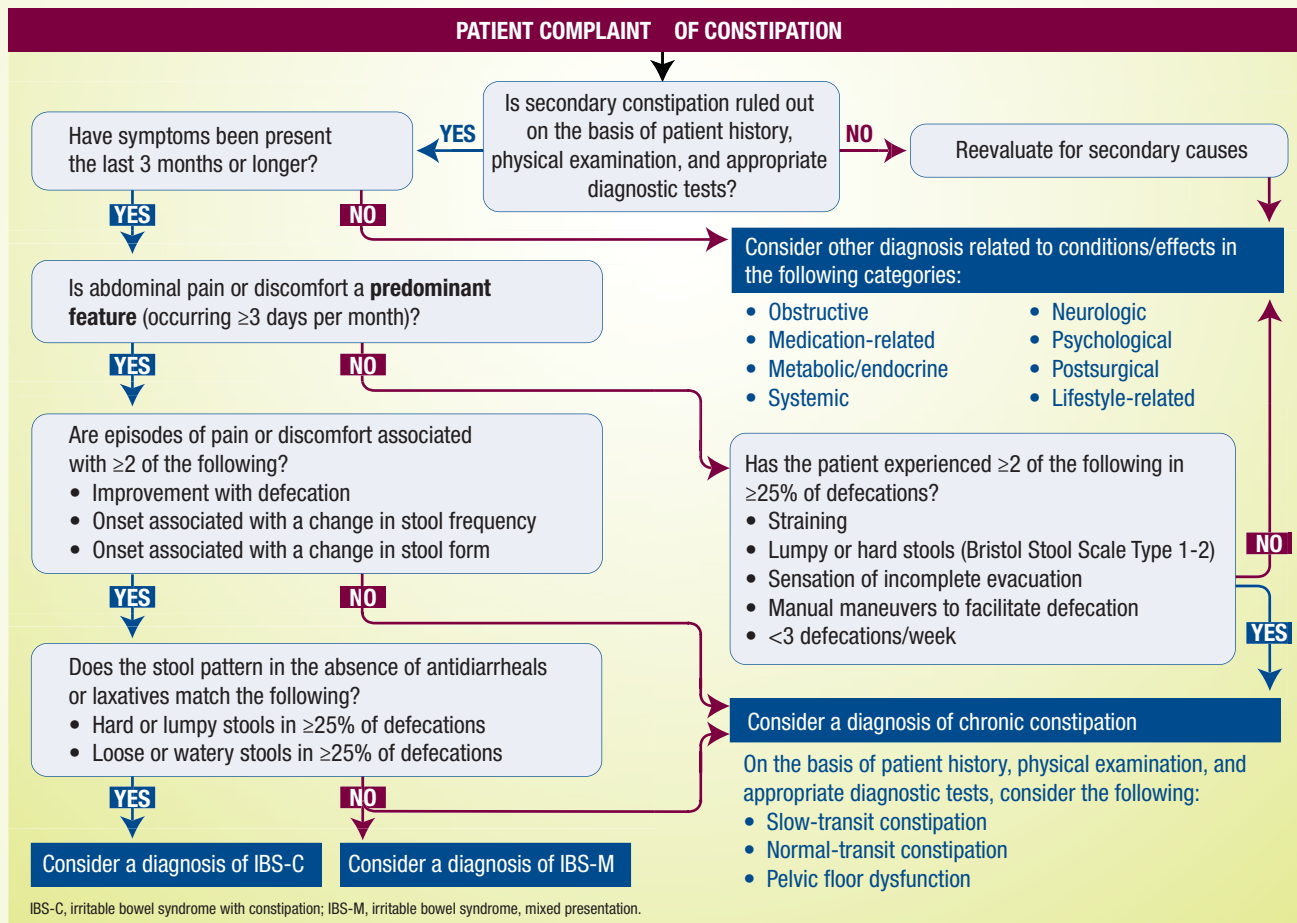 PATIENT COMPLAINT OF CONSTIPATION
Is secondary constipation ruled out
on the basis of patient history,
physical examination, and appropriate
diagnostic tests?
YES
NO
Have symptoms been present
the last 3 months or longer?
Reevaluate for secondary causes
YES
NO
Consider other diagnosis related to conditions/effects in
the following categories:
• Obstructive
• Medication-related
• Metabolic/endocrine
• Systemic
• Neurologic
• Psychological
• Postsurgical
• Lifestyle-related
Is abdominal pain or discomfort a predominant
feature (occurring ≥3 days per month)?
YES
NO
Are episodes of pain or discomfort associated
with ≥2 of the following?
• Improvement with defecation
• Onset associated with a change in stool frequency
• Onset associated with a change in stool form
YES
NO
Has the patient experienced ≥2 of the following in
≥25% of defecations?
• Straining
• Lumpy or hard stools (Bristol Stool Scale Type 1-2)
• Sensation of incomplete evacuation
• Manual maneuvers to facilitate defecation
• <3 defecations/week
NO
YES
Does the stool pattern in the absence of antidiarrheals
or laxatives match the following?
• Hard or lumpy stools in ≥25% of defecations
• Loose or watery stools in ≥25% of defecations
YES
NO
Consider a diagnosis of chronic constipation
On the basis of patient history, physical examination, and
appropriate diagnostic tests, consider the following:
• Slow-transit constipation
• Normal-transit constipation
• Pelvic floor dysfunction
Consider a diagnosis of IBS-C
Consider a diagnosis of IBS-M
IBS-C, irritable bowel syndrome with constipation; IBS-M, irritable bowel syndrome, mixed presentation.